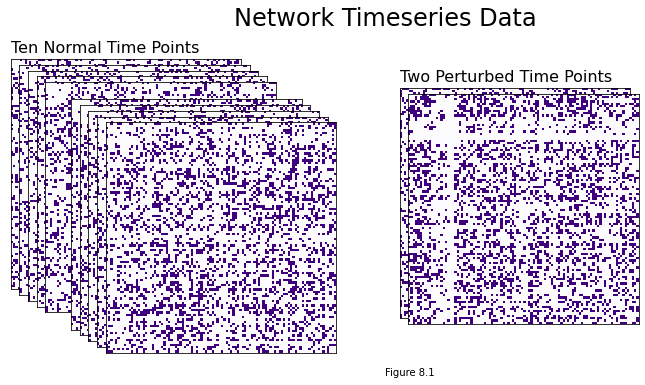 Network Timeseries Data
Ten Normal Time Points
Two Perturbed Time Points
Figure 8.1